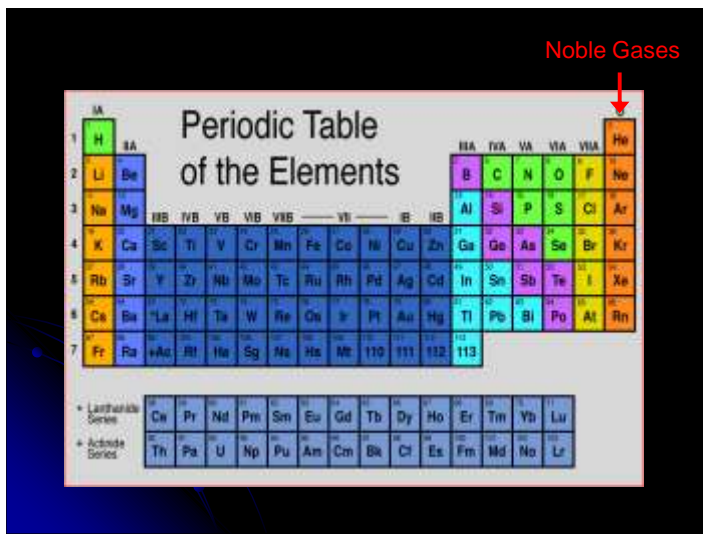 Noble Gases
IA
0
Periodic Table
of the Elements
1 H IIA IIIA IVA VA VIA VIIA He
2 Li Be B C N O F Ne
3 Na Mg IIIB IVB VB VIB VIIB VII IB IIB Al Si P S Cl Ar
4 K Ca Sc Ti V Cr Mn Fe Co Ni Cu Zn Ga Ge As Se Br Kr
5 Rb Sr Y Zr Nb Mo Tc Ru Rh Pd Ag Cd In Sn Sb Te I Xe
6 Cs Ba *La Hf Ta W Re Os Ir Pt Au Hg Tl Pb Bi Po At Rn
7 Fr Ra +Ac Rf Ha Sg Ns Hs Mt 110 111 112 113
* Lanthanide
Series
Ce Pr Nd Pm Sm Eu Gd Tb Dy Ho Er Tm Yb Lu
+ Actinide
Series
Th Pa U Np Pu Am Cm Bk Cf Es Fm Md No Lr